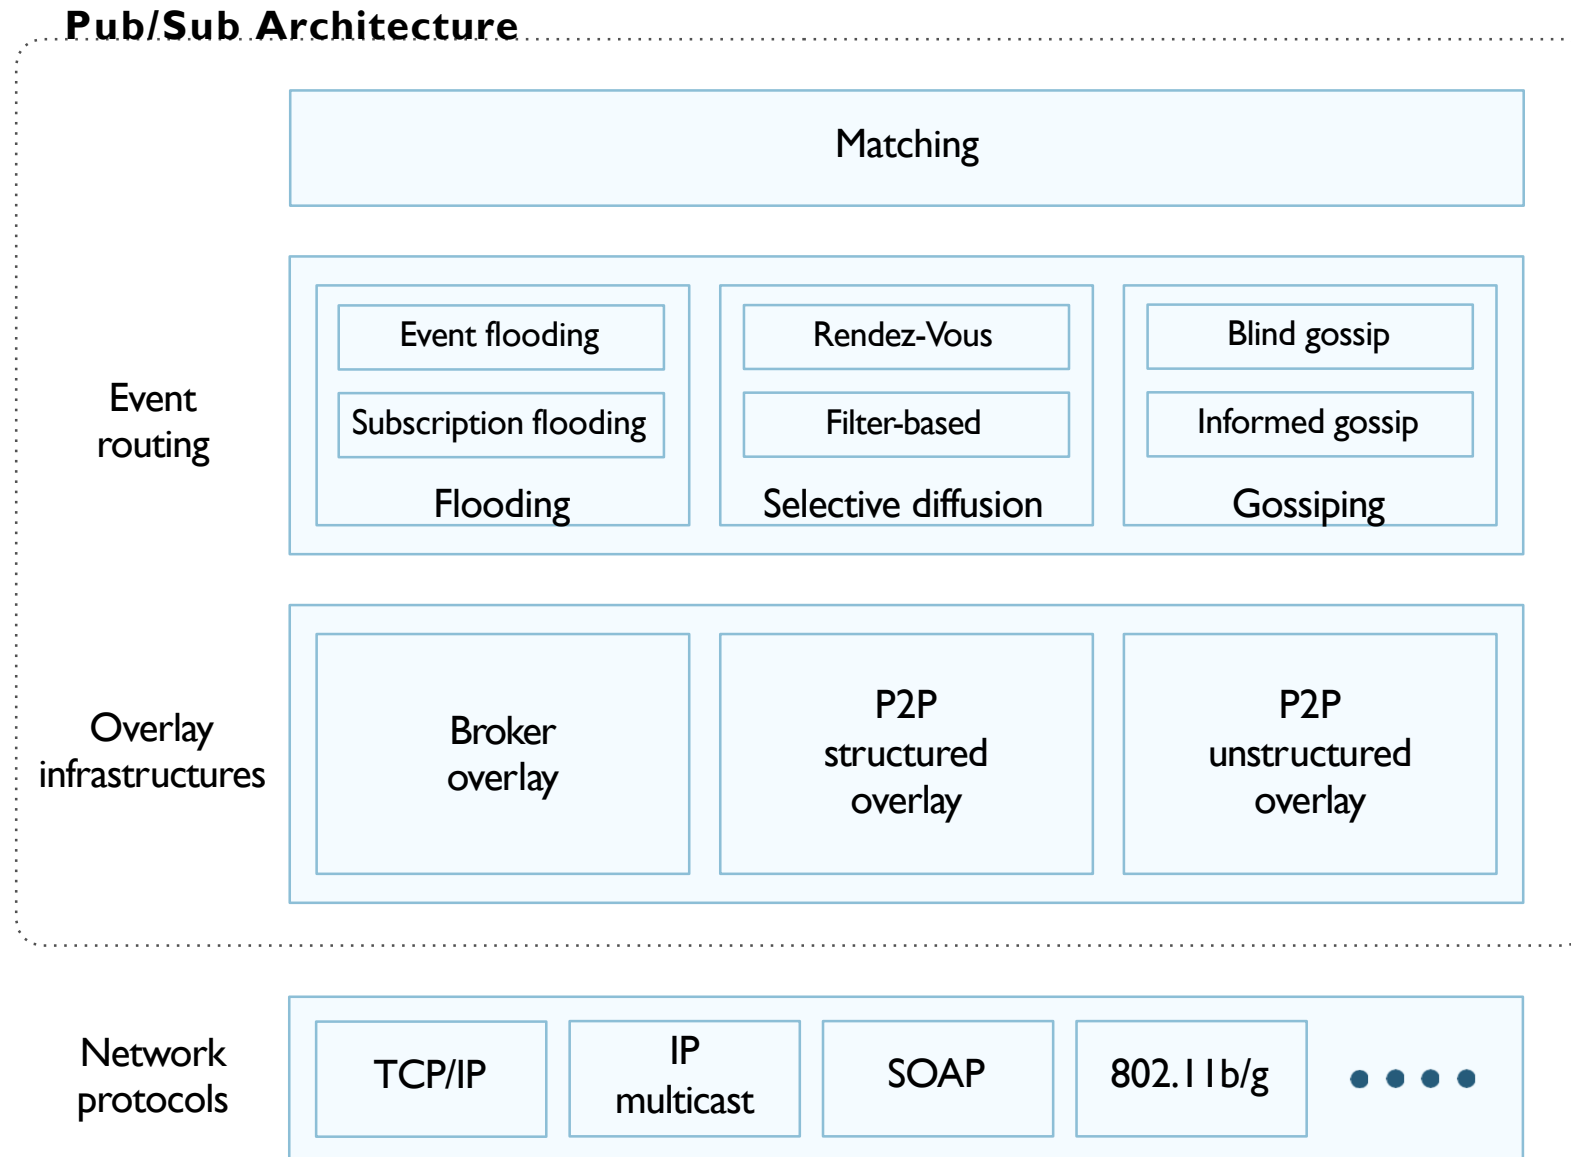 Pub/Sub Architecture
Matching
Event
routing
Event flooding
Subscription flooding
Flooding
Rendez-Vous
Filter-based
Selective diffusion
Blind gossip
Informed gossip
Gossiping
Overlay
infrastructures
Broker
overlay
P2P
structured
overlay
P2P
unstructured
overlay
Network
protocols
TCP/IP
IP
multicast
SOAP
802.11b/g